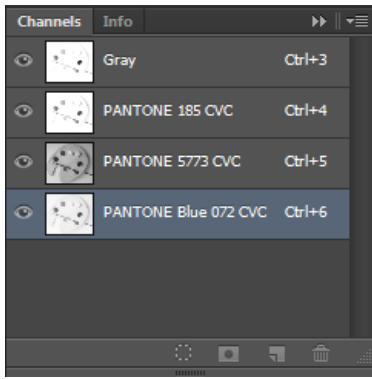 Channels Info
Gray Ctrl+3
PANTONE 185 CVC Ctrl+4
PANTONE 5773 CVC Ctrl+5
PANTONE Blue 072 CVC Ctrl+6